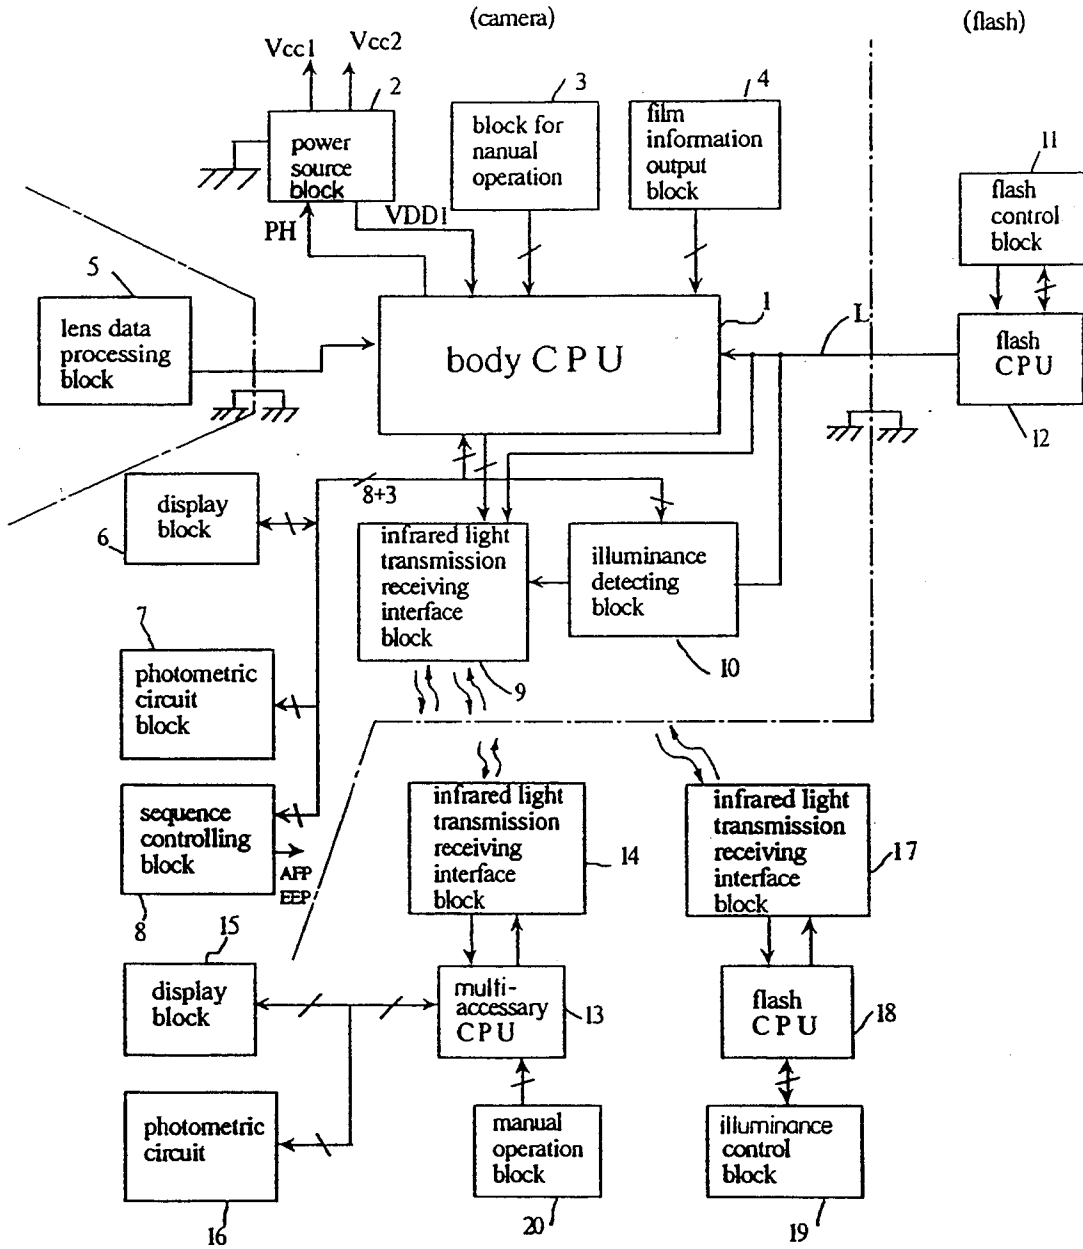 (camera)
(flash)
Vcc1
Vcc2
2
3
4
11
power
source
block
block for
nanual
operation
film
information
output
block
flash
control
block
PH
VDD1
5
lens data
processing
block
1
body CPU
L
flash
CPU
12
8+3
display
block
6
infrared light
transmission
receiving
interface
block
9
illuminance
detecting
block
10
7
photometric
circuit
block
sequence
controlling
block
8
AFP
EEP
infrared light
transmission
receiving
interface
block
14
infrared light
transmission
receiving
interface
block
17
15
display
block
multi-
accessary
CPU
13
flash
CPU
18
photometric
circuit
16
manual
operation
block
20
illuminance
control
block
19